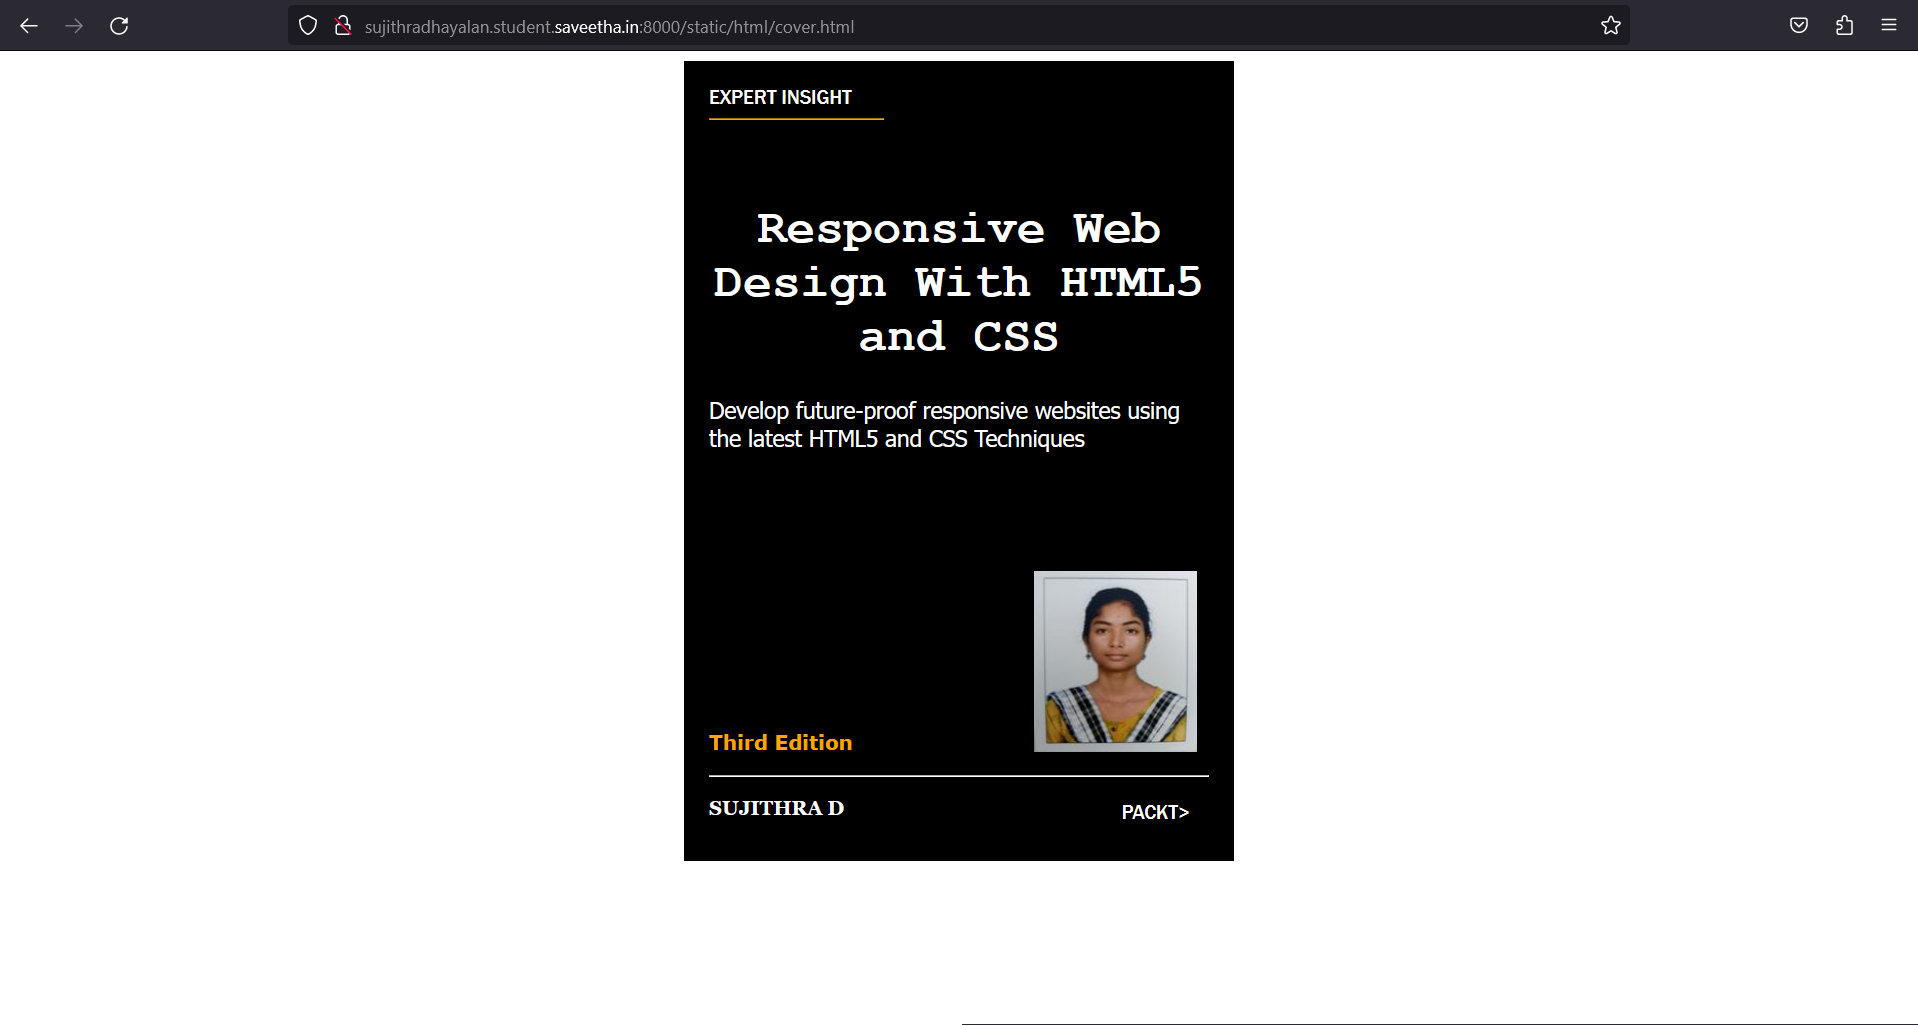 sujithradhayalan.student.saveetha.in:8000/static/html/cover.html
EXPERT INSIGHT
Responsive Web
Design With HTML5
and CSS
Develop future-proof responsive websites using
the latest HTML5 and CSS Techniques
Third Edition
SUJITHRA D
PACKT>